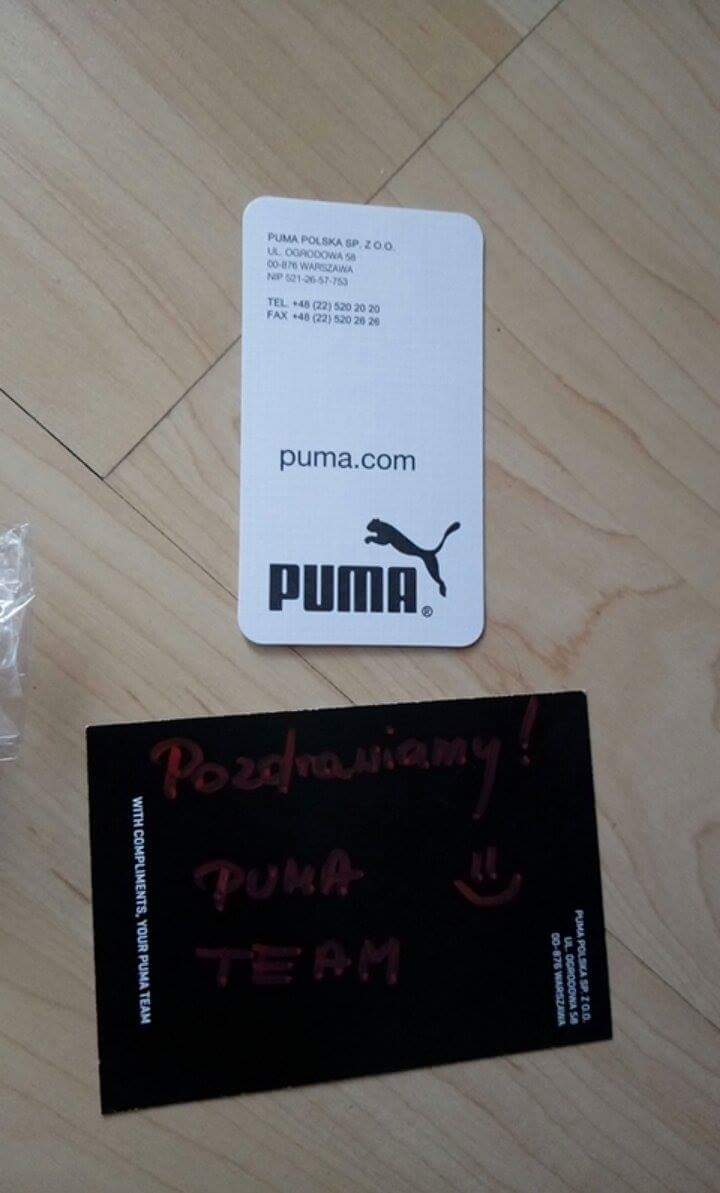 PUMA POLSKA SP. Z O.O.
UL. OGRODOWA 58
00-876 WARSZAWA
NIP 521-26-57-753
TEL. +48 (22) 520 20 20
FAX +48 (22) 520 26 26
puma.com
PUMA®
Pozdrawiamy!
PUMA
TEAM
WITH COMPLIMENTS, YOUR PUMA TEAM
PUMA POLSKA SP. Z O.O.
UL. OGRODOWA 58
00-876 WARSZAWA